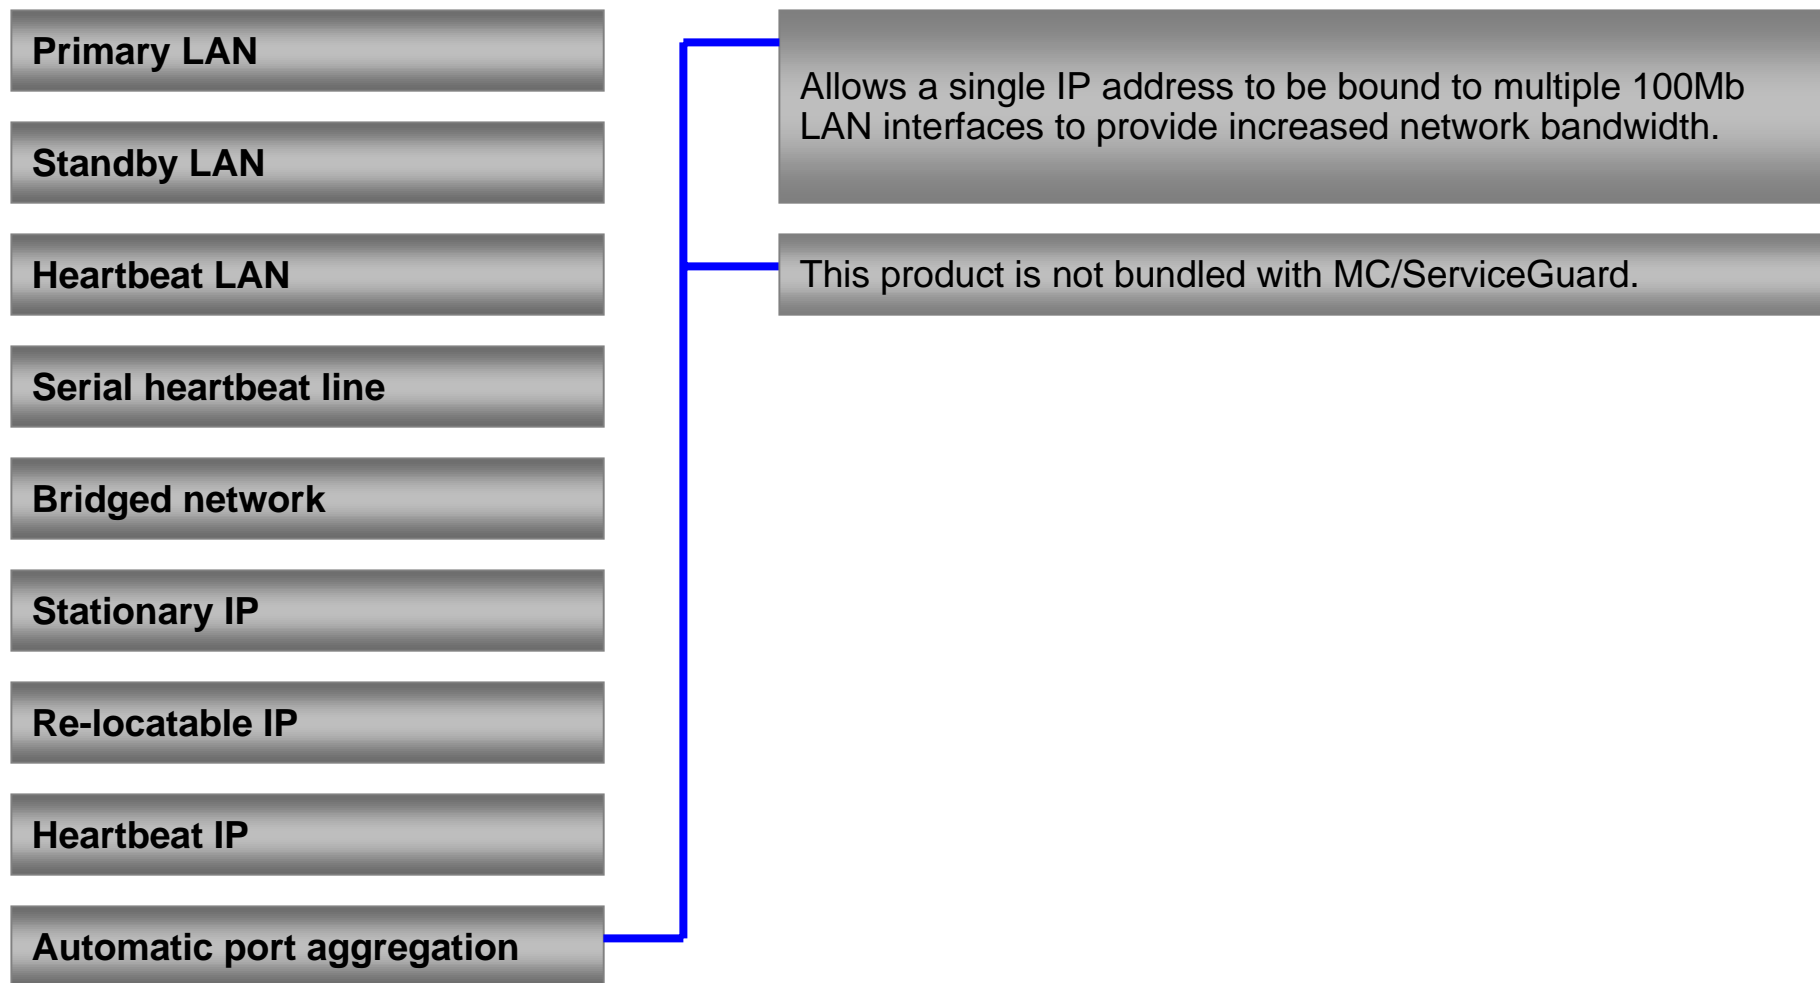 Primary LAN
Standby LAN
Heartbeat LAN
Serial heartbeat line
Bridged network
Stationary IP
Re-locatable IP
Heartbeat IP
Automatic port aggregation
Allows a single IP address to be bound to multiple 100Mb
LAN interfaces to provide increased network bandwidth.
This product is not bundled with MC/ServiceGuard.